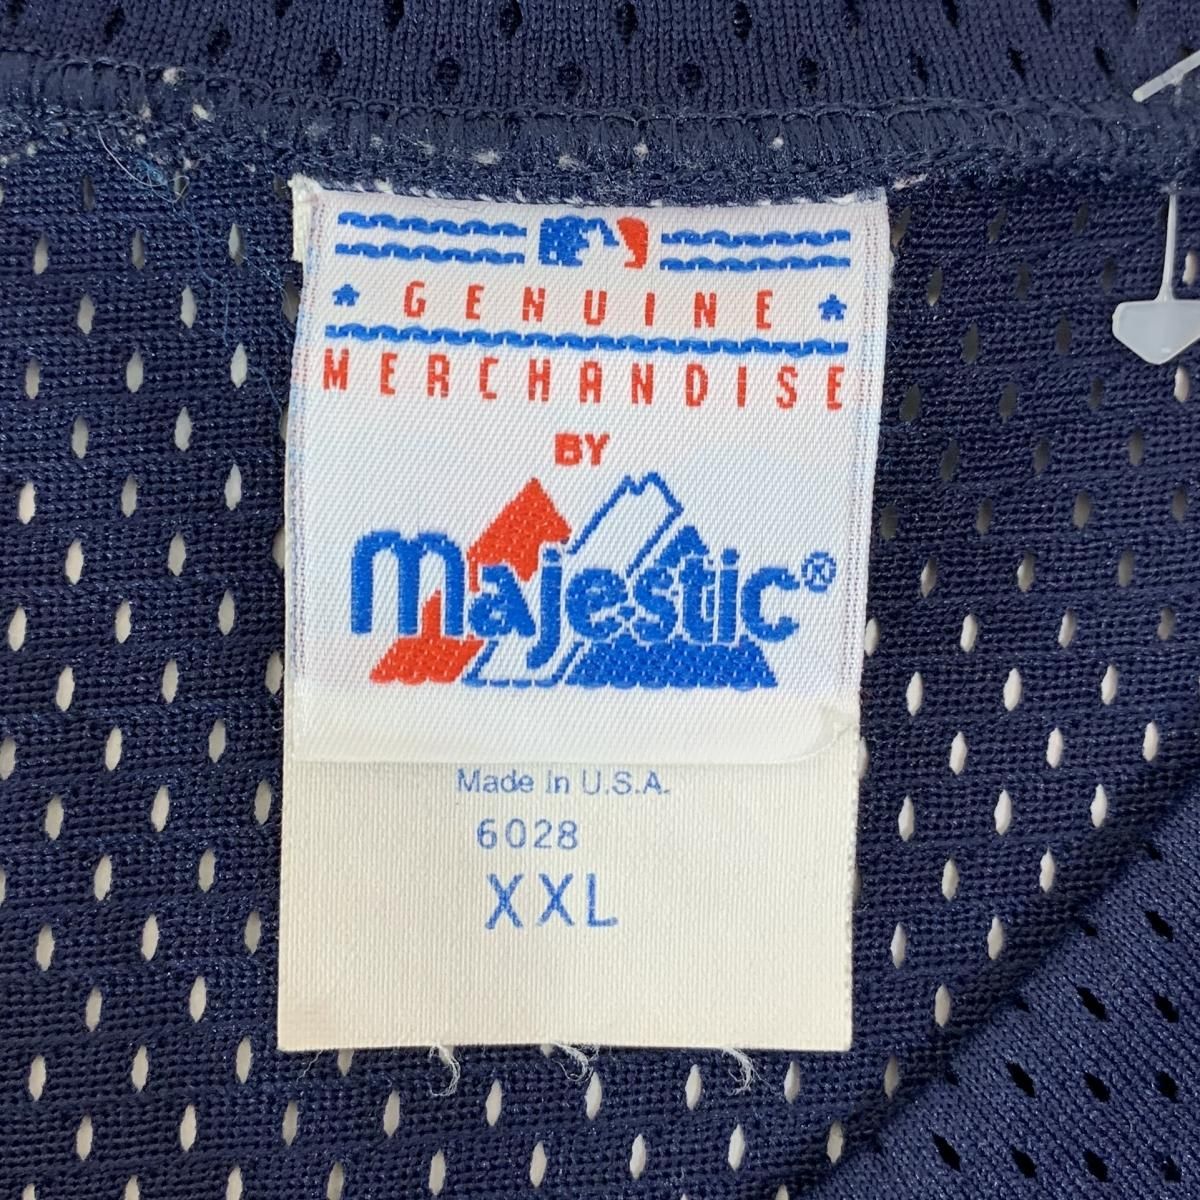 GENUINE
MERCHANDISE
BY
majestic®
Made In U.S.A.
6028
XXL